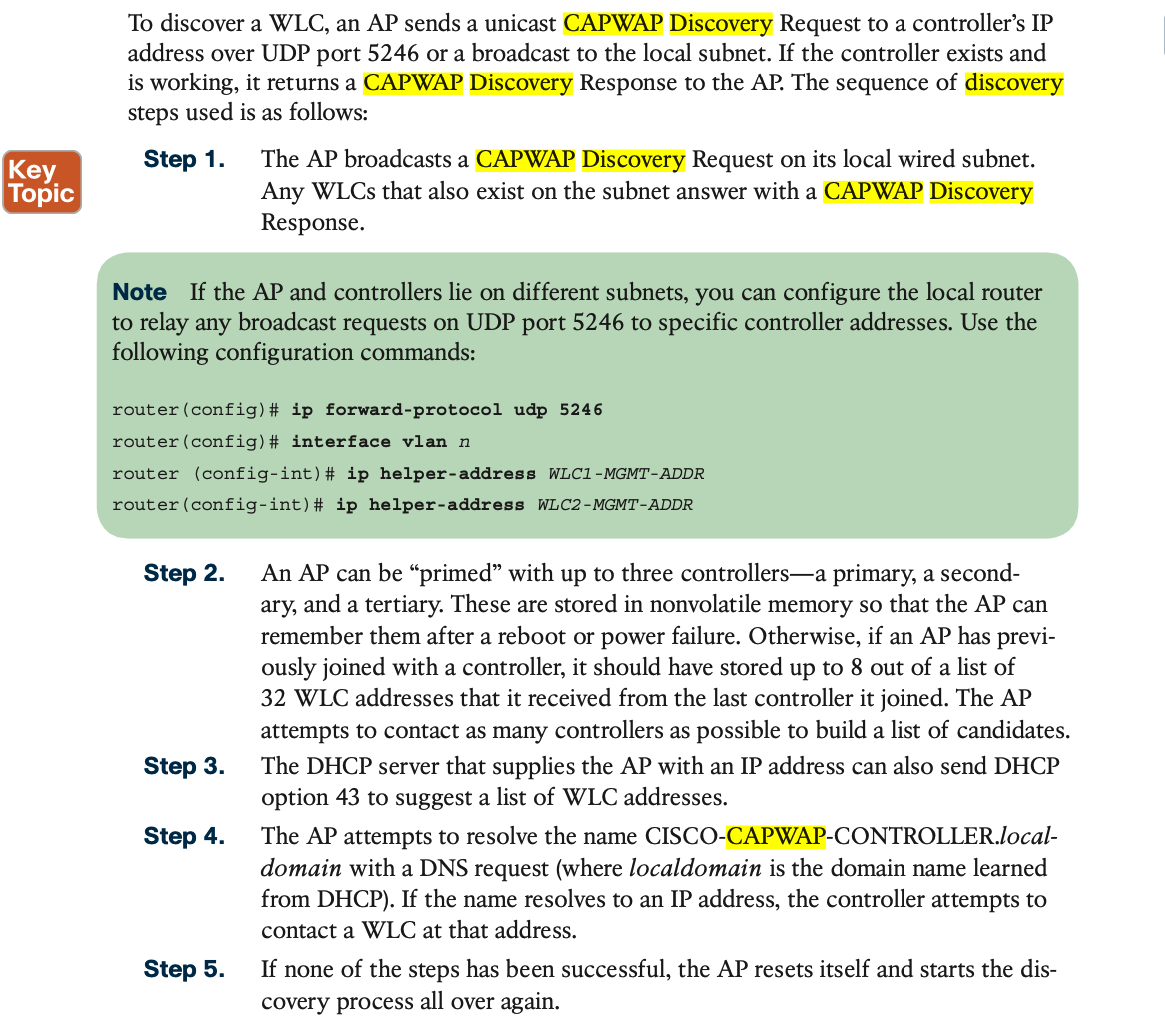 To discover a WLC, an AP sends a unicast CAPWAP Discovery Request to a controller’s IP
address over UDP port 5246 or a broadcast to the local subnet. If the controller exists and
is working, it returns a CAPWAP Discovery Response to the AP. The sequence of discovery
steps used is as follows:
Key
Topic
Step 1. The AP broadcasts a CAPWAP Discovery Request on its local wired subnet.
Any WLCs that also exist on the subnet answer with a CAPWAP Discovery
Response.
Note If the AP and controllers lie on different subnets, you can configure the local router
to relay any broadcast requests on UDP port 5246 to specific controller addresses. Use the
following configuration commands:
router(config)# ip forward-protocol udp 5246
router(config)# interface vlan n
router (config-int)# ip helper-address WLC1-MGMT-ADDR
router(config-int)# ip helper-address WLC2-MGMT-ADDR
Step 2. An AP can be “primed” with up to three controllers—a primary, a second-
ary, and a tertiary. These are stored in nonvolatile memory so that the AP can
remember them after a reboot or power failure. Otherwise, if an AP has previ-
ously joined with a controller, it should have stored up to 8 out of a list of
32 WLC addresses that it received from the last controller it joined. The AP
attempts to contact as many controllers as possible to build a list of candidates.
Step 3. The DHCP server that supplies the AP with an IP address can also send DHCP
option 43 to suggest a list of WLC addresses.
Step 4. The AP attempts to resolve the name CISCO-CAPWAP-CONTROLLER.local-
domain with a DNS request (where localdomain is the domain name learned
from DHCP). If the name resolves to an IP address, the controller attempts to
contact a WLC at that address.
Step 5. If none of the steps has been successful, the AP resets itself and starts the dis-
covery process all over again.